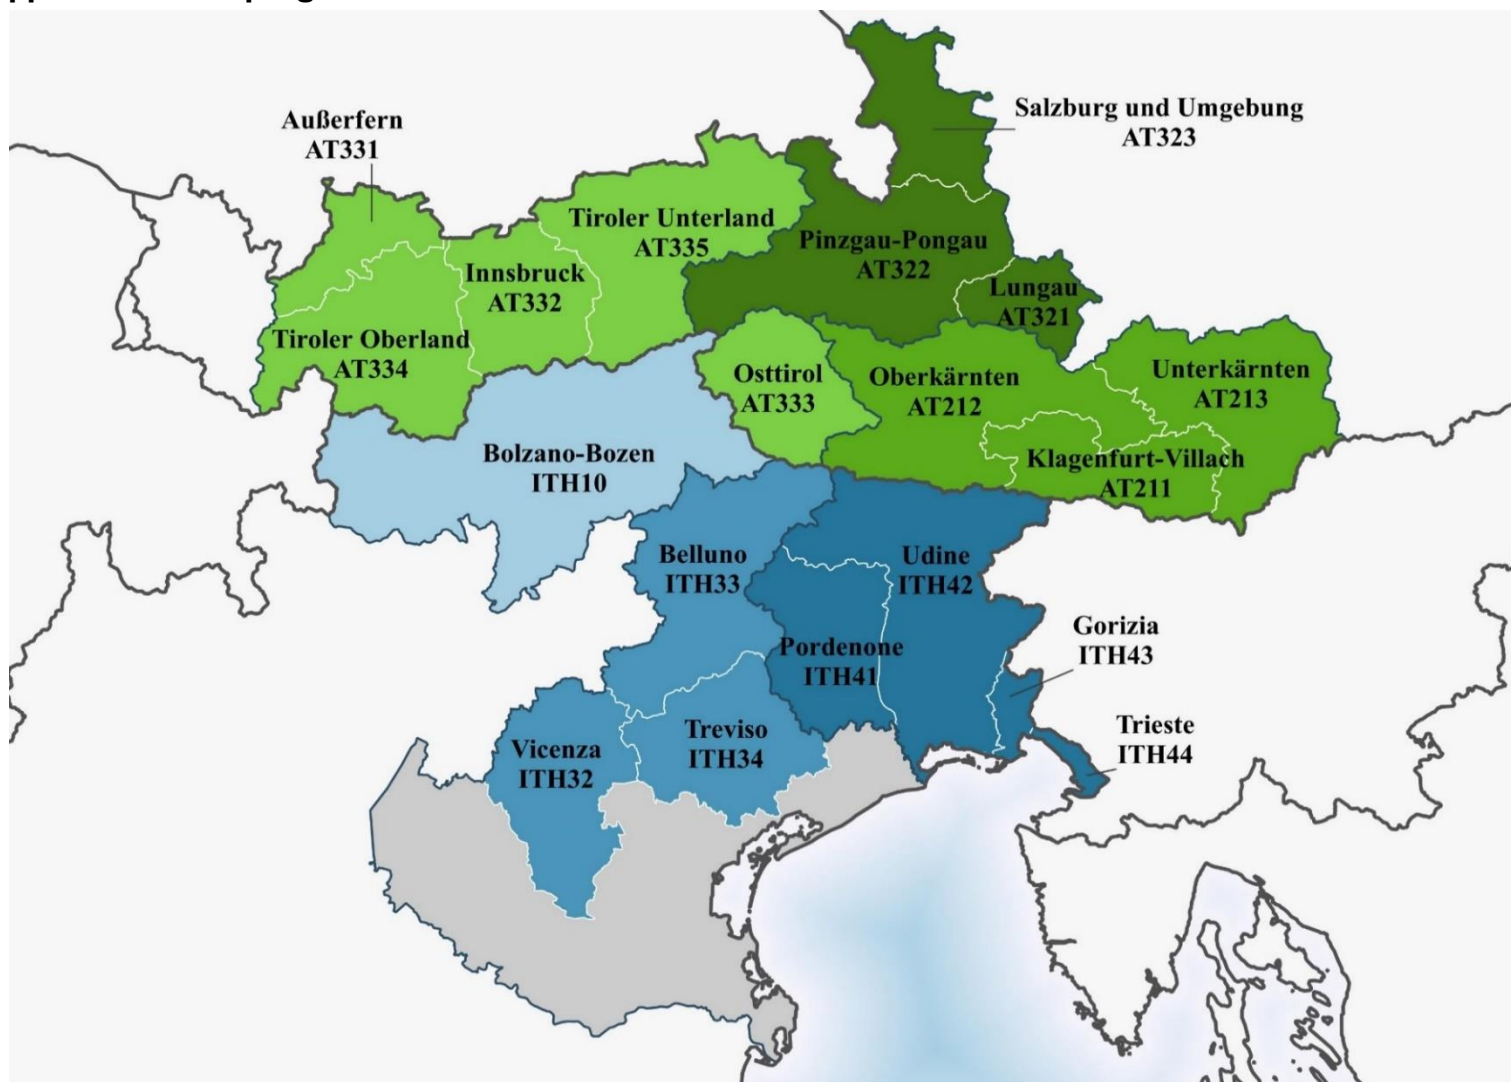 Außerfern
AT331
Salzburg und Umgebung
AT323
Tiroler Unterland
AT335
Pinzgau-Pongau
AT322
Innsbruck
AT332
Lungau
AT321
Tiroler Oberland
AT334
Osttirol
AT333
Oberkärnten
AT212
Unterkärnten
AT213
Bolzano-Bozen
ITH10
Klagenfurt-Villach
AT211
Belluno
ITH33
Udine
ITH42
Pordenone
ITH41
Gorizia
ITH43
Vicenza
ITH32
Treviso
ITH34
Trieste
ITH44